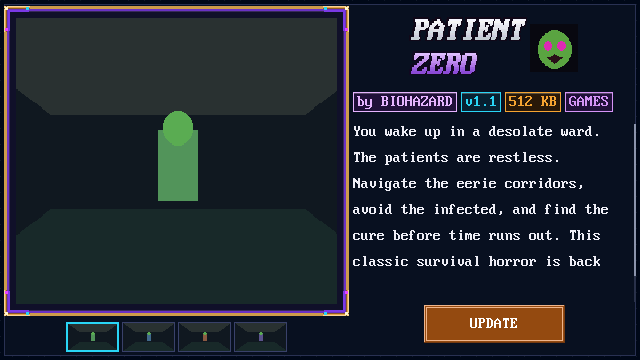 PATIENT
ZERO
by BIOHAZARD v1.1 512 KB GAMES
You wake up in a desolate ward.
The patients are restless.
Navigate the eerie corridors,
avoid the infected, and find the
cure before time runs out. This
classic survival horror is back
UPDATE